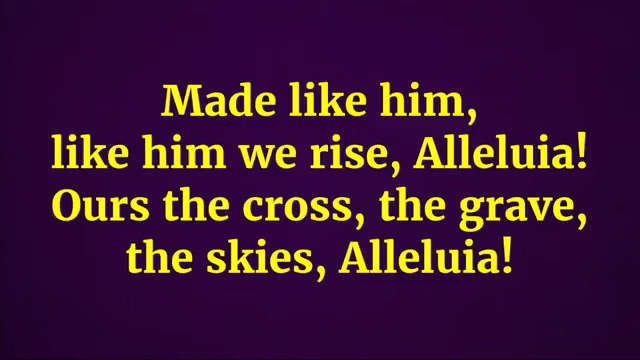 Made like him,
like him we rise, Alleluia!
Ours the cross, the grave,
the skies, Alleluia!